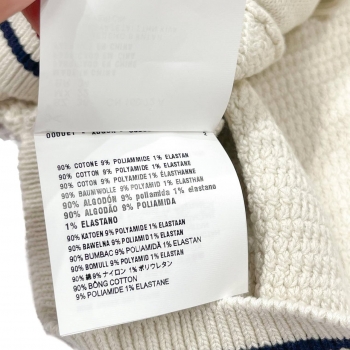 90% COTONE 9% POLIAMMIDE 1% ELASTAN
90% COTTON 9% POLYAMIDE 1% ELASTAN
90% COTON 9% POLYAMIDE 1% ELASTHANNE
90% BAUMWOLLE 9% POLYAMID 1% ELASTHAN
90% ALGODÓN 9% poliamida 1% elastano
90% ALGODÃO 9% POLIAMIDA
1% ELASTANO
90% KATOEN 9% POLYAMIDE 1% ELASTAAN
90% BAWEŁNA 9% POLIAMID 1% ELASTAN
90% BUMBAC 9% POLIAMIDĂ 1% ELASTAN
90% BOMULL 9% POLYAMID 1% ELASTAN
90% 綿 9% ナイロン 1% ポリウレタン
90% BÔNG COTTON
9% POLIAMIDE 1% ELASTANE